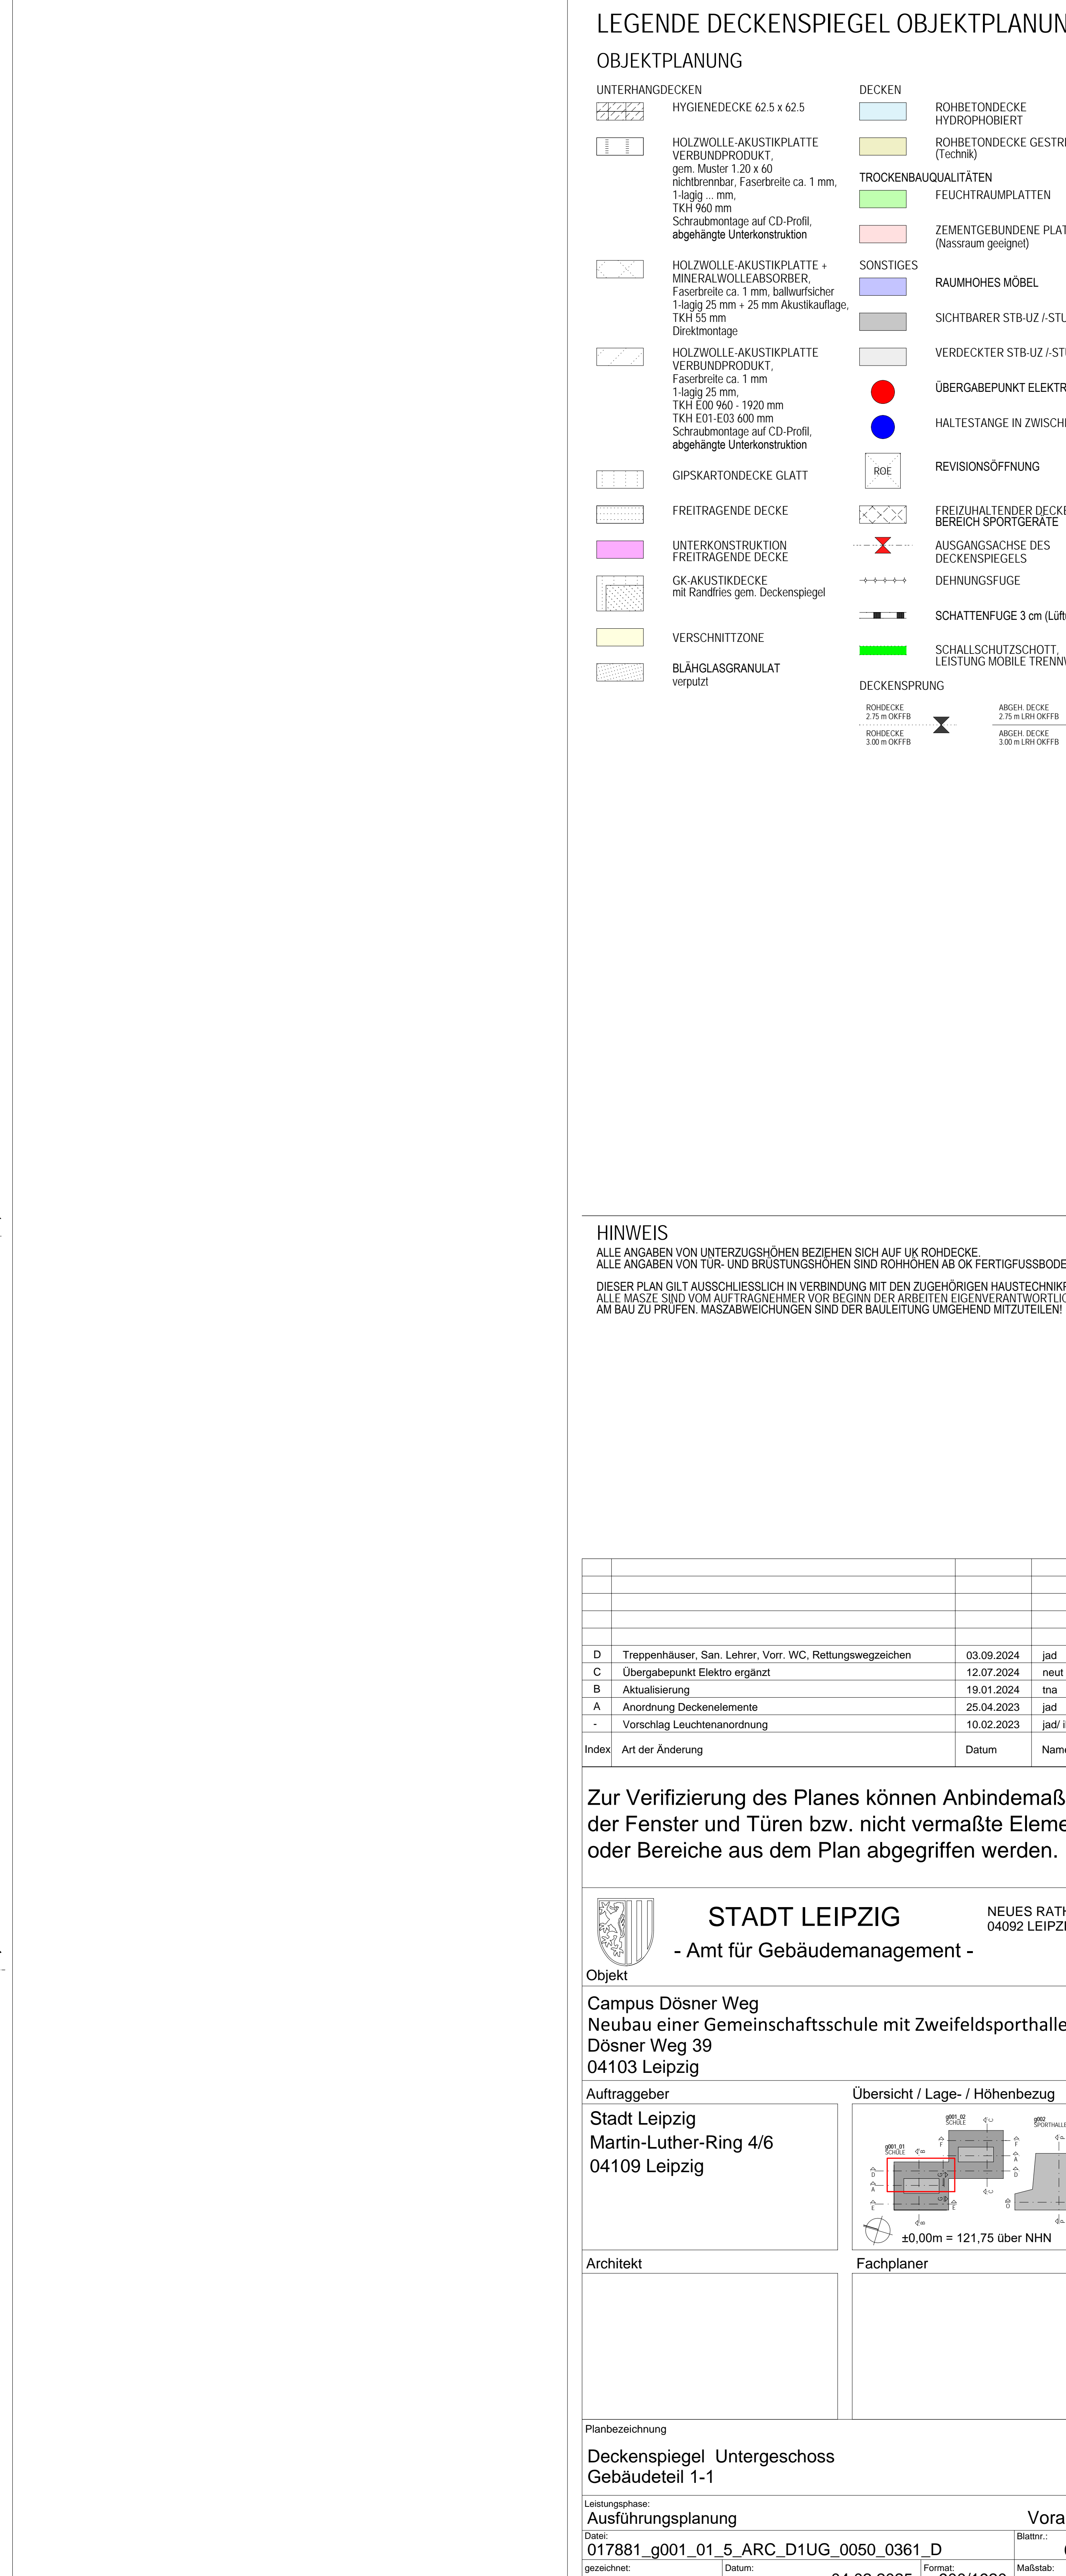 LEGENDE DECKENSPIEGEL OBJEKTPLANUN
OBJEKTPLANUNG
UNTERHANGDECKEN
HYGIENEDECKE 62.5 x 62.5
HOLZWOLLE-AKUSTIKPLATTE
VERBUNDPRODUKT,
gem. Muster 1.20 x 60
nichtbrennbar, Faserbreite ca. 1 mm,
1-lagig ... mm,
TKH 960 mm
Schraubmontage auf CD-Profil,
abgehängte Unterkonstruktion
HOLZWOLLE-AKUSTIKPLATTE +
MINERALWOLLEABSORBER,
Faserbreite ca. 1 mm, ballwurfsicher
1-lagig 25 mm + 25 mm Akustikauflage,
TKH 55 mm
Direktmontage
HOLZWOLLE-AKUSTIKPLATTE
VERBUNDPRODUKT,
Faserbreite ca. 1 mm
1-lagig 25 mm,
TKH E00 960 - 1920 mm
TKH E01-E03 600 mm
Schraubmontage auf CD-Profil,
abgehängte Unterkonstruktion
GIPSKARTONDECKE GLATT
FREITRAGENDE DECKE
UNTERKONSTRUKTION
FREITRAGENDE DECKE
GK-AKUSTIKDECKE
mit Randfries gem. Deckenspiegel
VERSCHNITTZONE
BLÄHGLASGRANULAT
verputzt
DECKEN
ROHBETONDECKE
HYDROPHOBIERT
ROHBETONDECKE GESTRI
(Technik)
TROCKENBAUQUALITÄTEN
FEUCHTRAUMPLATTEN
ZEMENTGEBUNDENE PLAT
(Nassraum geeignet)
SONSTIGES
RAUMHOHES MÖBEL
SICHTBARER STB-UZ /-STU
VERDECKTER STB-UZ /-STU
ÜBERGABEPUNKT ELEKTR
HALTESTANGE IN ZWISCHE
RÖE
REVISIONSÖFFNUNG
FREIZUHALTENDER DECKE
BEREICH SPORTGERÄTE
AUSGANGSACHSE DES
DECKENSPIEGELS
DEHNUNGSFUGE
SCHATTENFUGE 3 cm (Lüft
SCHALLSCHUTZSCHOTT,
LEISTUNG MOBILE TRENNW
DECKENSPRUNG
ROHDECKE
2.75 m OKFFB
ROHDECKE
3.00 m OKFFB
ABGEH. DECKE
2.75 m LRH OKFFB
ABGEH. DECKE
3.00 m LRH OKFFB
HINWEIS
ALLE ANGABEN VON UNTERZUGSHÖHEN BEZIEHEN SICH AUF UK ROHDECKE.
ALLE ANGABEN VON TÜR- UND BRÜSTUNGSHÖHEN SIND ROHHÖHEN AB OK FERTIGFUSSBODE
DIESER PLAN GILT AUSSCHLIESSLICH IN VERBINDUNG MIT DEN ZUGEHÖRIGEN HAUSTECHNIKP
ALLE MASZE SIND VOM AUFTRAGNEHMER VOR BEGINN DER ARBEITEN EIGENVERANTWORTLIC
AM BAU ZU PRÜFEN. MASZABWEICHUNGEN SIND DER BAULEITUNG UMGEHEND MITZUTEILEN!
D Treppenhäuser, San. Lehrer, Vorr. WC, Rettungswegzeichen 03.09.2024 jad
C Übergabepunkt Elektro ergänzt 12.07.2024 neut
B Aktualisierung 19.01.2024 tna
A Anordnung Deckenelemente 25.04.2023 jad
- Vorschlag Leuchtenanordnung 10.02.2023 jad/ i
Index Art der Änderung Datum Name
Zur Verifizierung des Planes können Anbindemaß
der Fenster und Türen bzw. nicht vermaßte Eleme
oder Bereiche aus dem Plan abgegriffen werden.
STADT LEIPZIG
- Amt für Gebäudemanagement -
NEUES RATH
04092 LEIPZI
Objekt
Campus Dösner Weg
Neubau einer Gemeinschaftsschule mit Zweifeldsporthalle
Dösner Weg 39
04103 Leipzig
Auftraggeber
Stadt Leipzig
Martin-Luther-Ring 4/6
04109 Leipzig
Übersicht / Lage- / Höhenbezug
g001_02
SCHULE
g002
SPORTHALLE
g001_01
SCHULE
±0,00m = 121,75 über NHN
Architekt
Fachplaner
Planbezeichnung
Deckenspiegel Untergeschoss
Gebäudeteil 1-1
Leistungsphase:
Ausführungsplanung
Vora
Datei:
017881_g001_01_5_ARC_D1UG_0050_0361_D
Blattnr.:
gezeichnet:
Datum:
Format:
Maßstab: